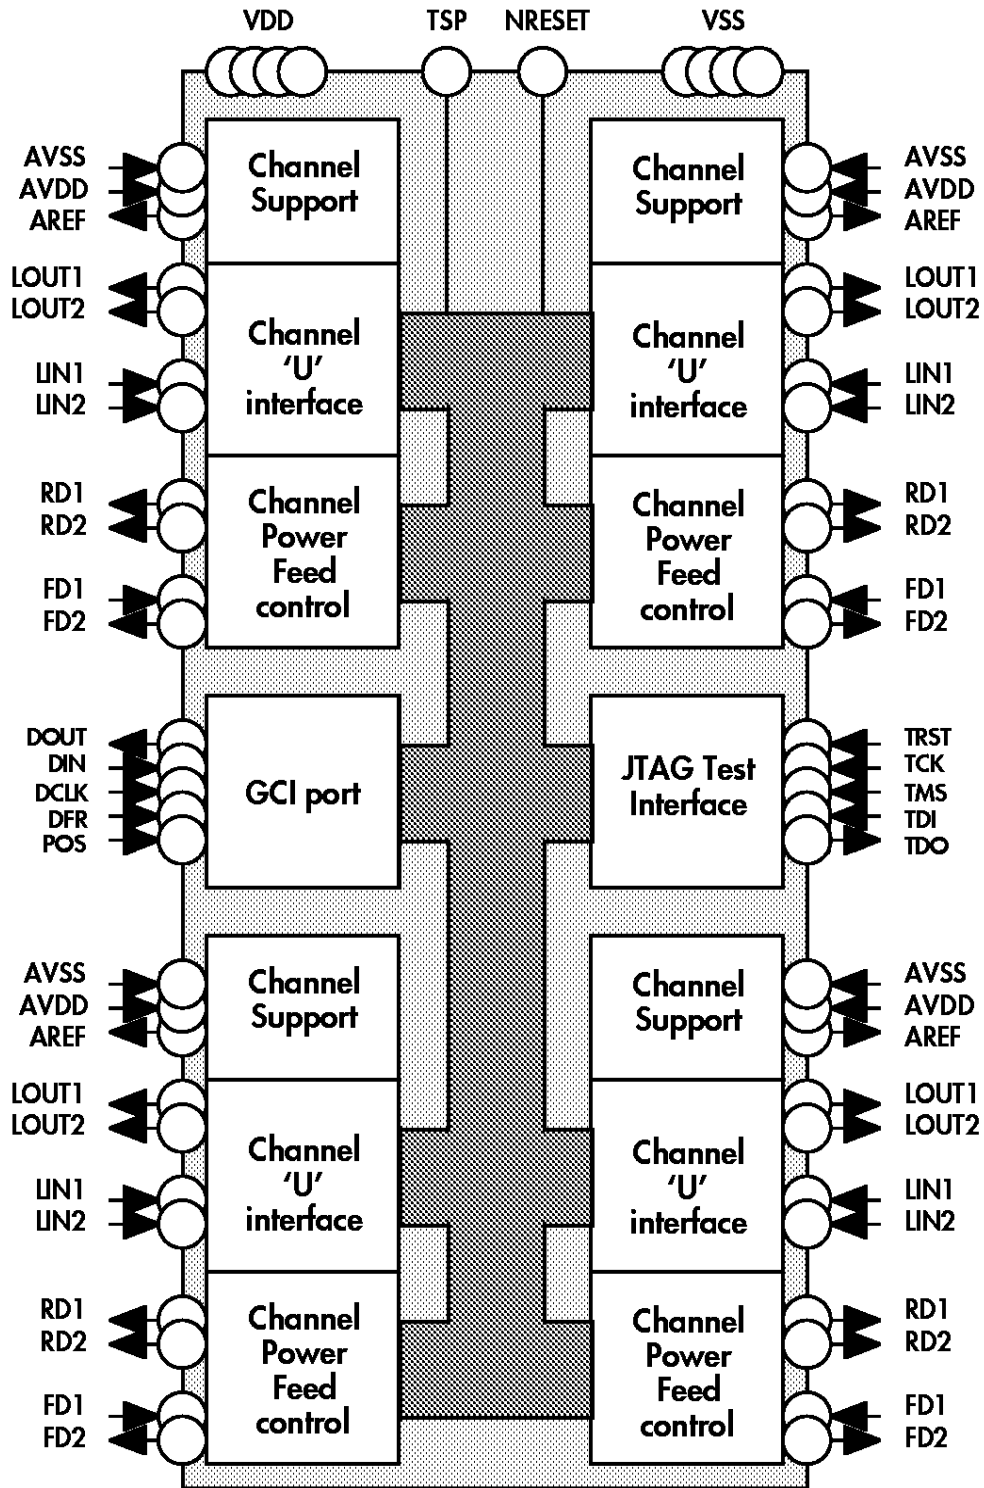 VDD
TSP
NRESET
VSS
AVSS
AVDD
AREF
LOUT1
LOUT2
LIN1
LIN2
RD1
RD2
FD1
FD2
Channel
Support
Channel
'U'
interface
Channel
Power
Feed
control
Channel
Support
Channel
'U'
interface
Channel
Power
Feed
control
AVSS
AVDD
AREF
LOUT1
LOUT2
LIN1
LIN2
RD1
RD2
FD1
FD2
DOUT
DIN
DCLK
DFR
POS
GCI port
JTAG Test
Interface
TRST
TCK
TMS
TDI
TDO
AVSS
AVDD
AREF
LOUT1
LOUT2
LIN1
LIN2
RD1
RD2
FD1
FD2
Channel
Support
Channel
'U'
interface
Channel
Power
Feed
control
Channel
Support
Channel
'U'
interface
Channel
Power
Feed
control
AVSS
AVDD
AREF
LOUT1
LOUT2
LIN1
LIN2
RD1
RD2
FD1
FD2